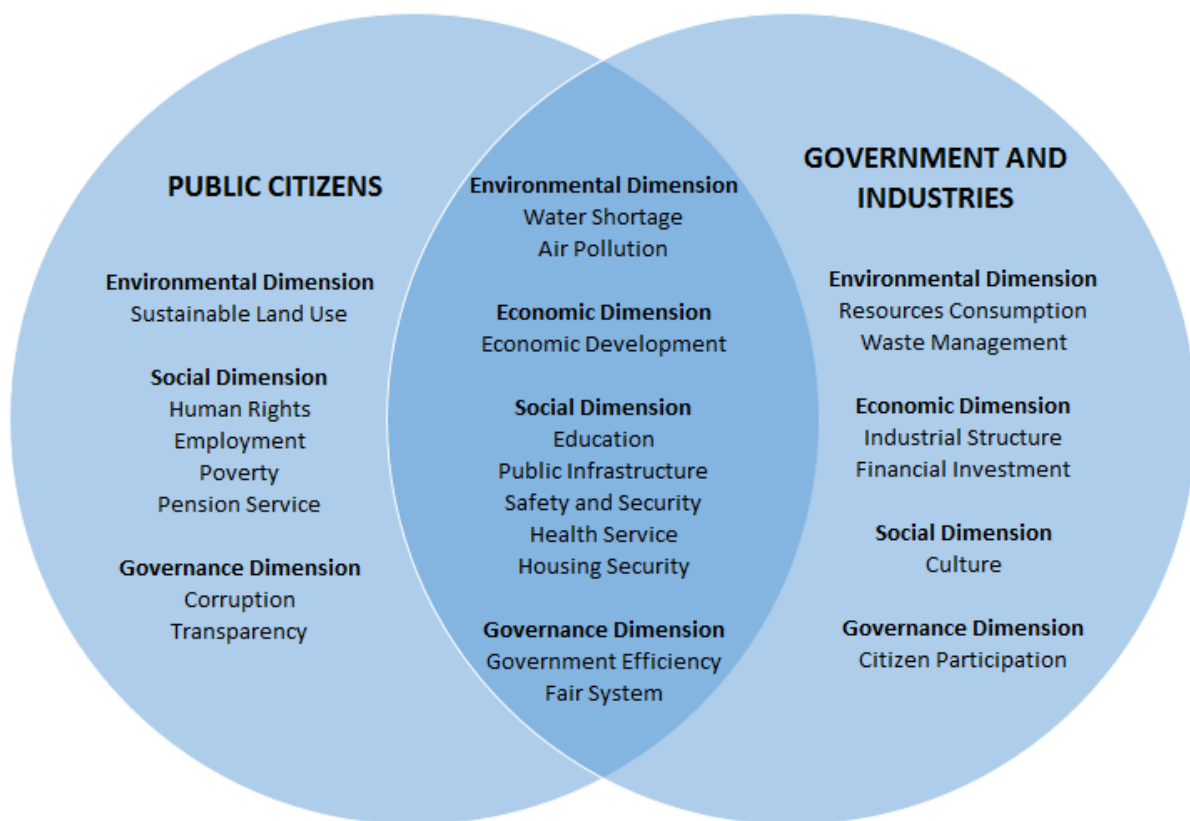 PUBLIC CITIZENS
Environmental Dimension
Sustainable Land Use
Social Dimension
Human Rights
Employment
Poverty
Pension Service
Governance Dimension
Corruption
Transparency
Environmental Dimension
Water Shortage
Air Pollution
Economic Dimension
Economic Development
Social Dimension
Education
Public Infrastructure
Safety and Security
Health Service
Housing Security
Governance Dimension
Government Efficiency
Fair System
GOVERNMENT AND
INDUSTRIES
Environmental Dimension
Resources Consumption
Waste Management
Economic Dimension
Industrial Structure
Financial Investment
Social Dimension
Culture
Governance Dimension
Citizen Participation